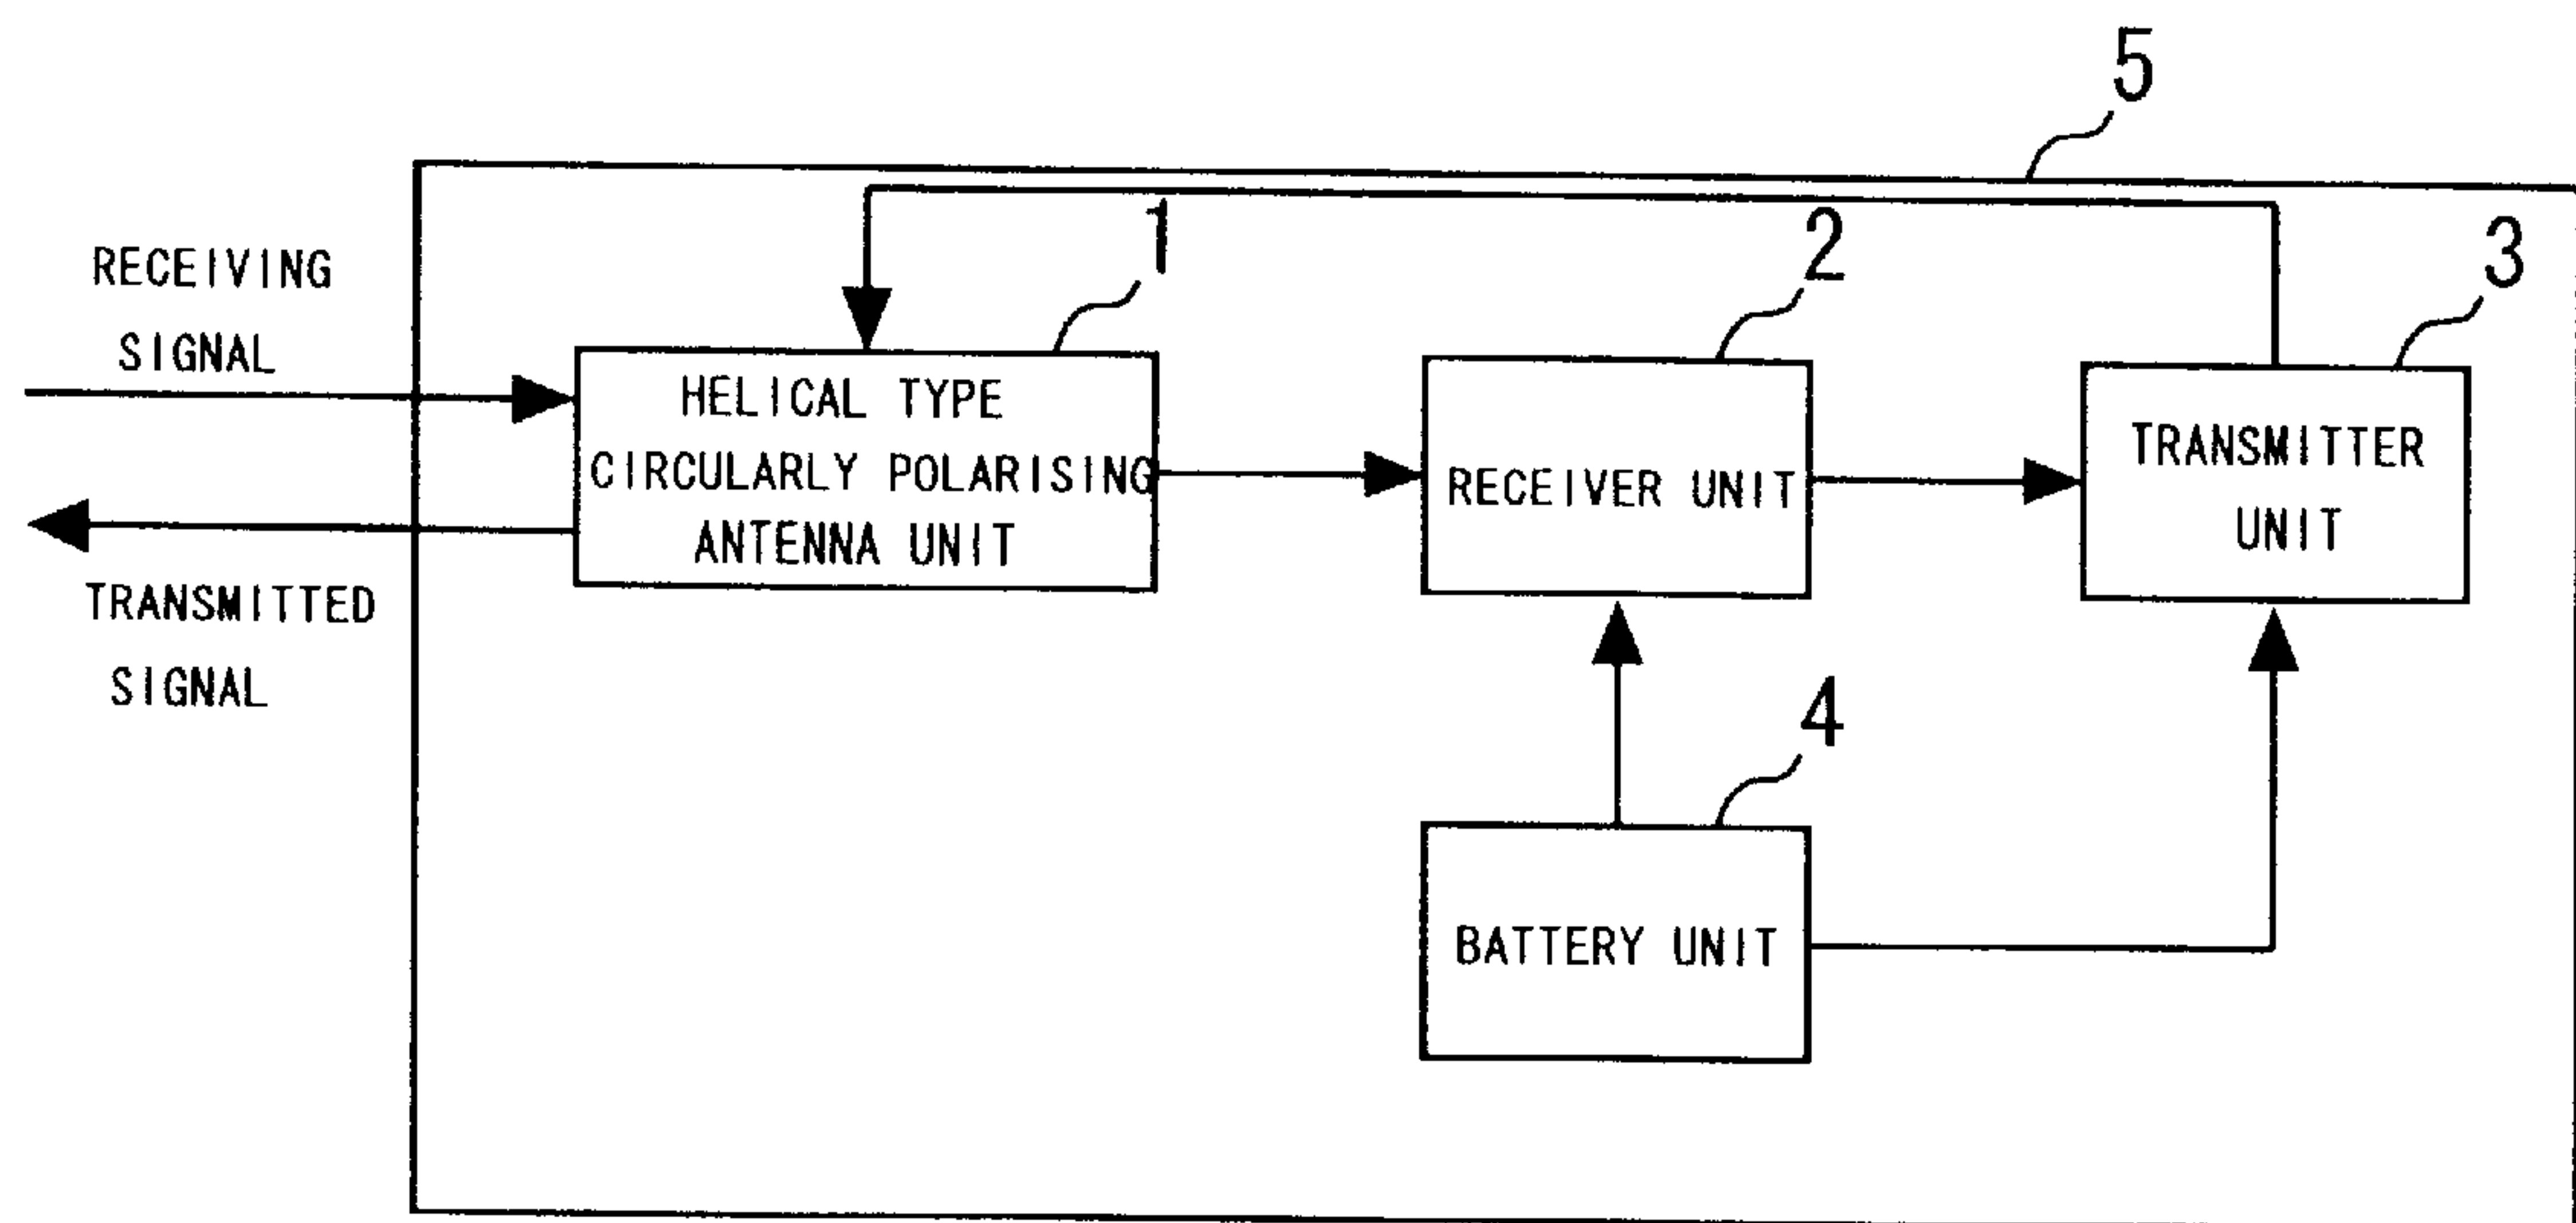 5
1
2
3
RECEIVING
SIGNAL
HELICAL TYPE
CIRCULARLY POLARISING
ANTENNA UNIT
RECEIVER UNIT
TRANSMITTER
UNIT
TRANSMITTED
SIGNAL
4
BATTERY UNIT